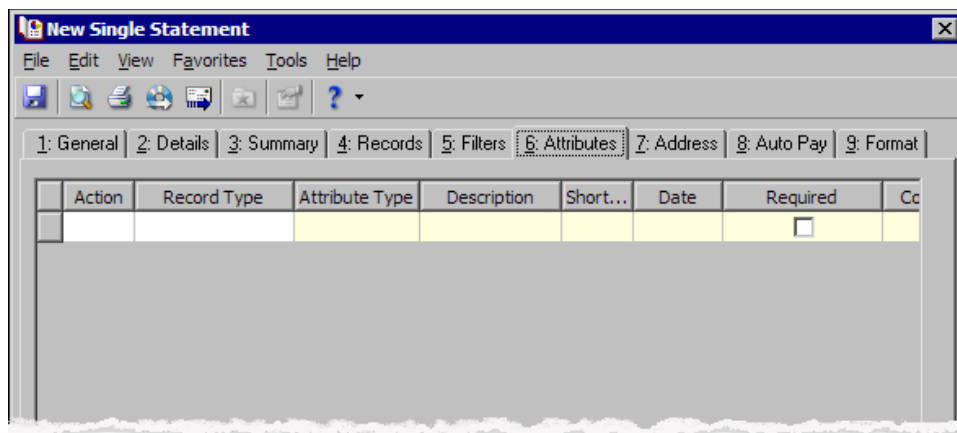 New Single Statement
File Edit View Favorites Tools Help
?
1: General 2: Details 3: Summary 4: Records 5: Filters 6: Attributes 7: Address 8: Auto Pay 9: Format
Action Record Type Attribute Type Description Short... Date Required Co